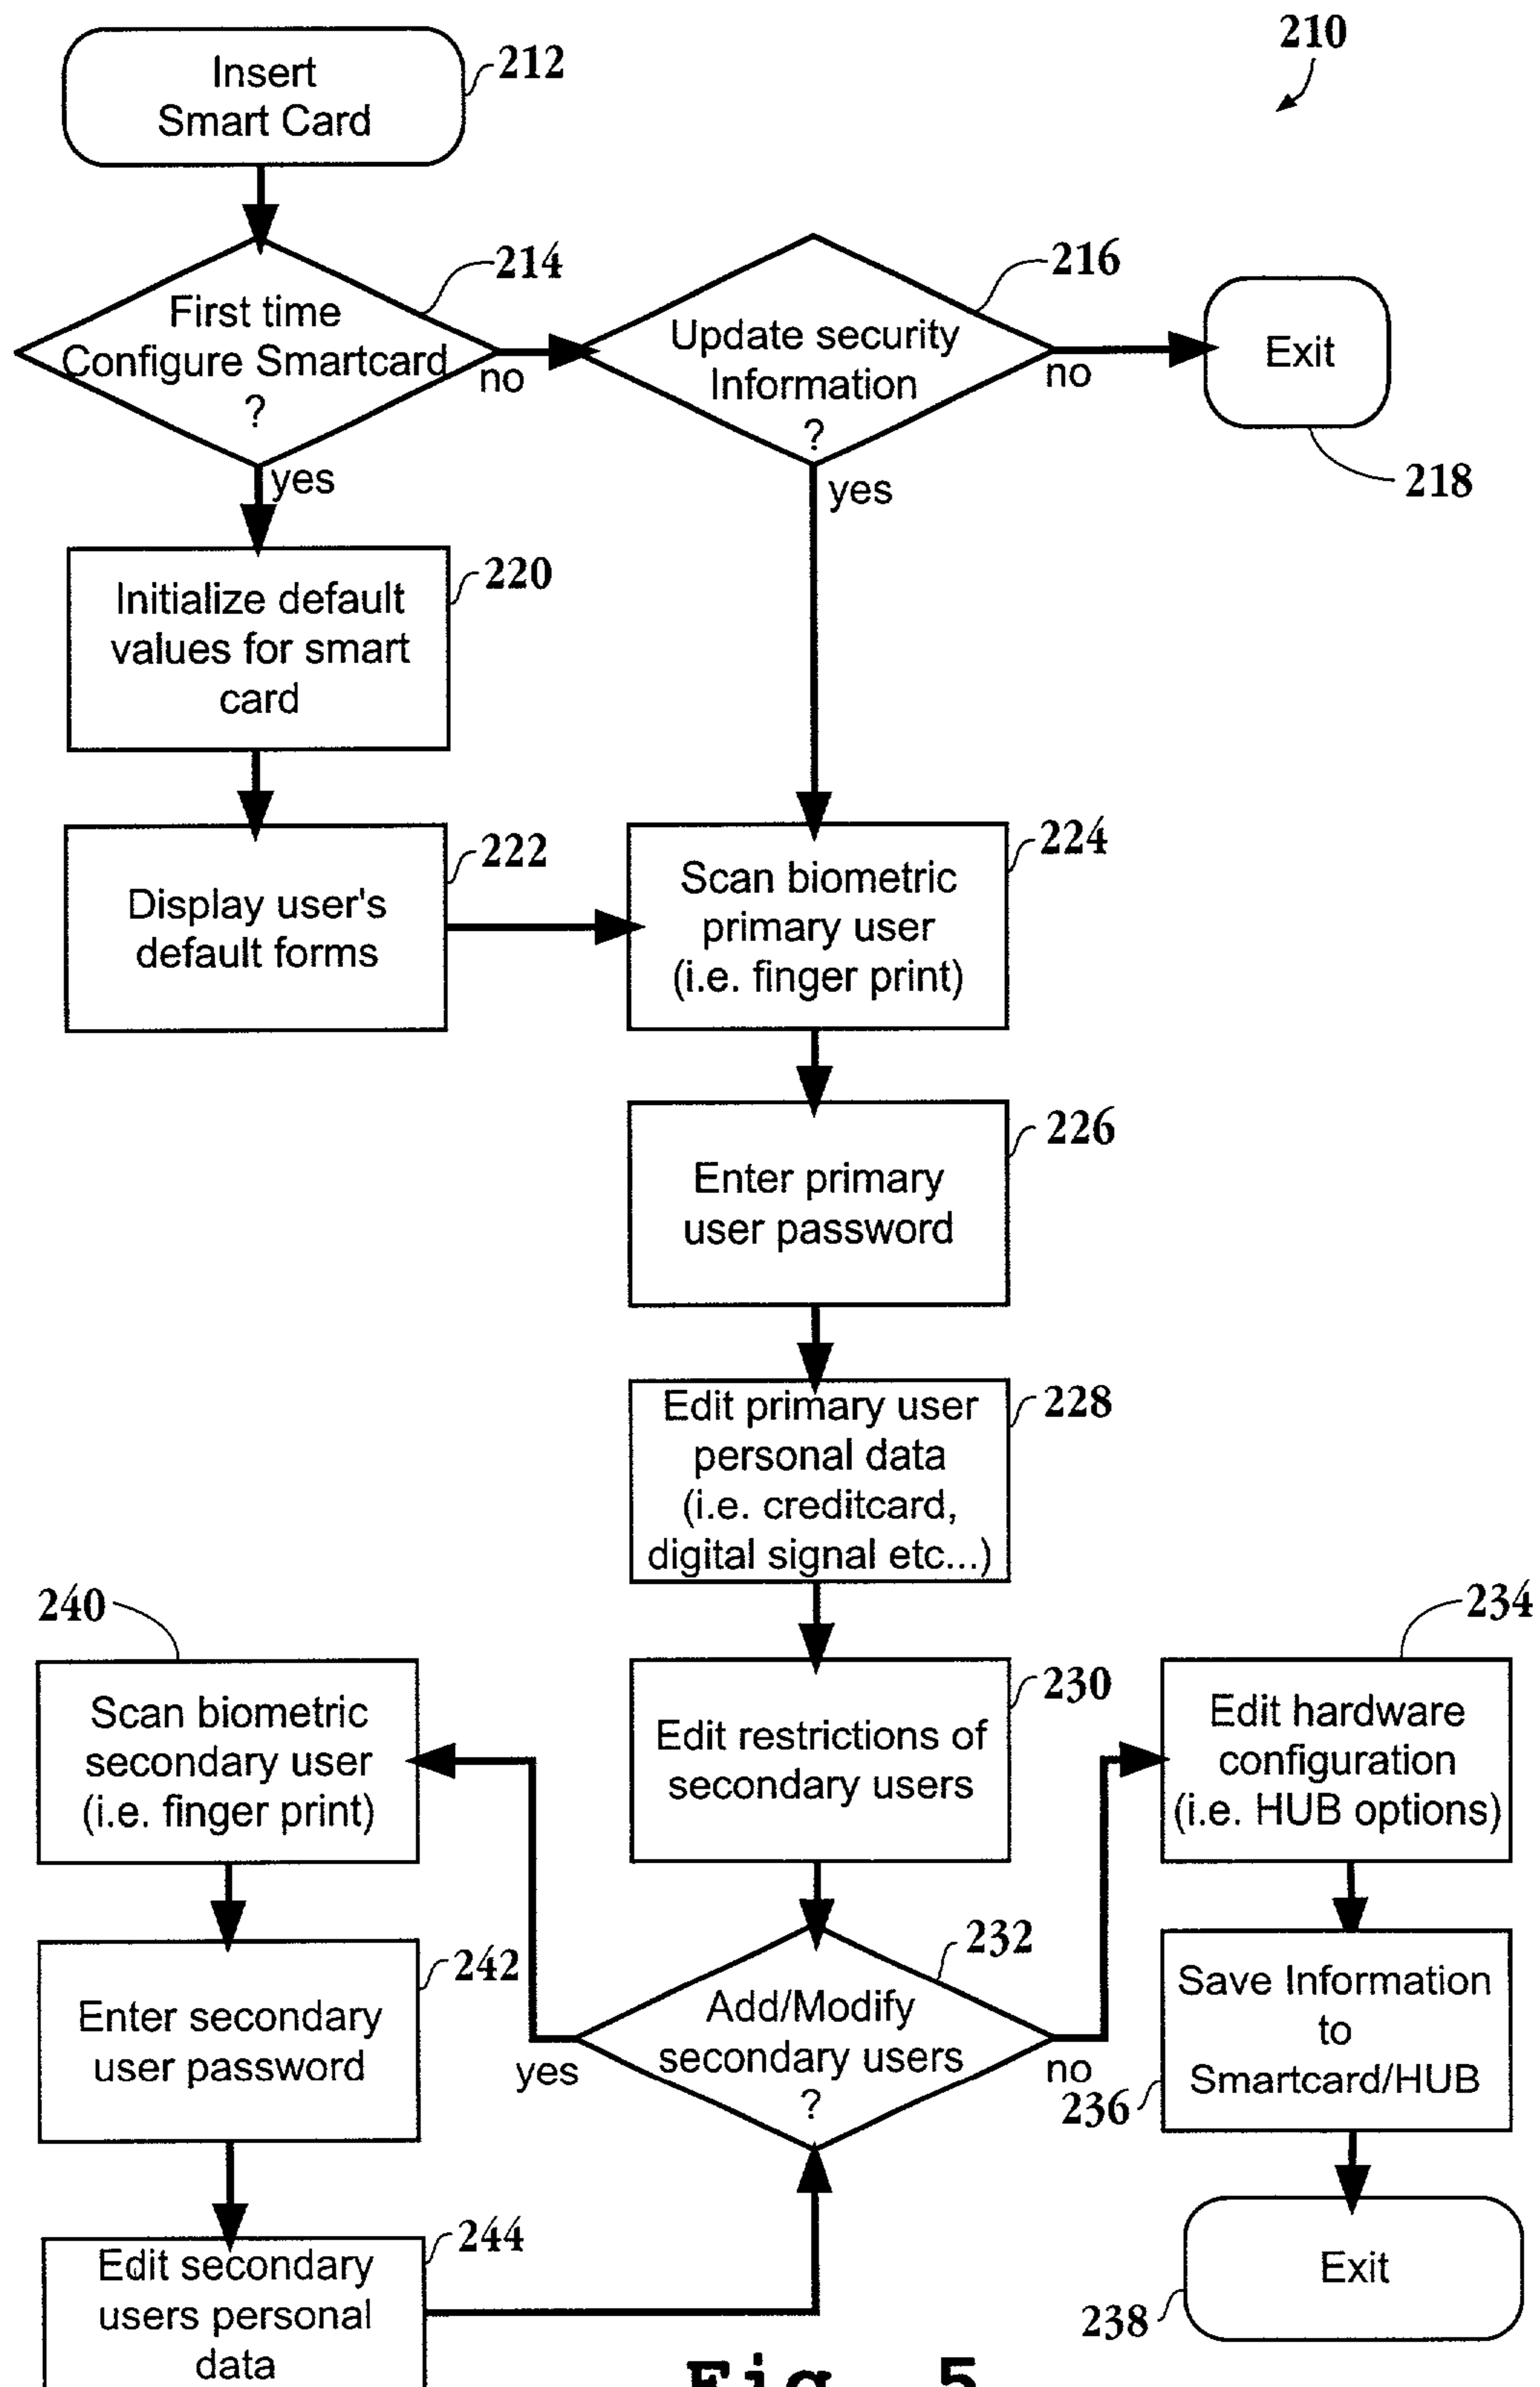 210
Insert
Smart Card
212
First time
Configure Smartcard
?
214
no
yes
Update security
Information
?
216
no
yes
Exit
218
Initialize default
values for smart
card
220
Display user's
default forms
222
Scan biometric
primary user
(i.e. finger print)
224
Enter primary
user password
226
Edit primary user
personal data
(i.e. creditcard,
digital signal etc...)
228
Edit restrictions of
secondary users
230
Add/Modify
secondary users
?
232
yes
no
240
Scan biometric
secondary user
(i.e. finger print)
Enter secondary
user password
242
Edit secondary
users personal
data
244
234
Edit hardware
configuration
(i.e. HUB options)
Save Information
to
Smartcard/HUB
236
Exit
238
Fig. 5